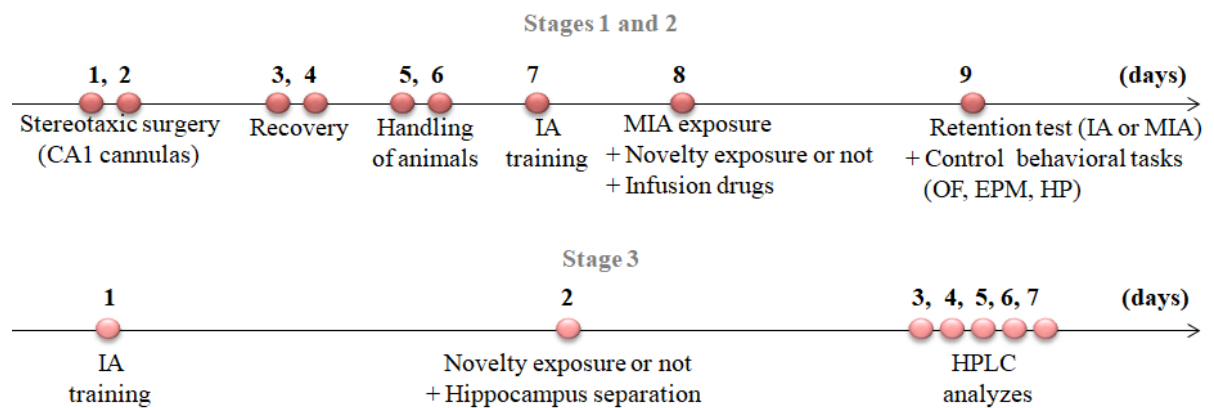 Stages 1 and 2
1, 2 3, 4 5, 6 7 8 9 (days)
Stereotaxic surgery
(CA1 cannulas)
Recovery
Handling
of animals
IA
training
MIA exposure
+ Novelty exposure or not
+ Infusion drugs
Retention test (IA or MIA)
+ Control behavioral tasks
(OF, EPM, HP)
Stage 3
1 2 3, 4, 5, 6, 7 (days)
IA
training
Novelty exposure or not
+ Hippocampus separation
HPLC
analyzes